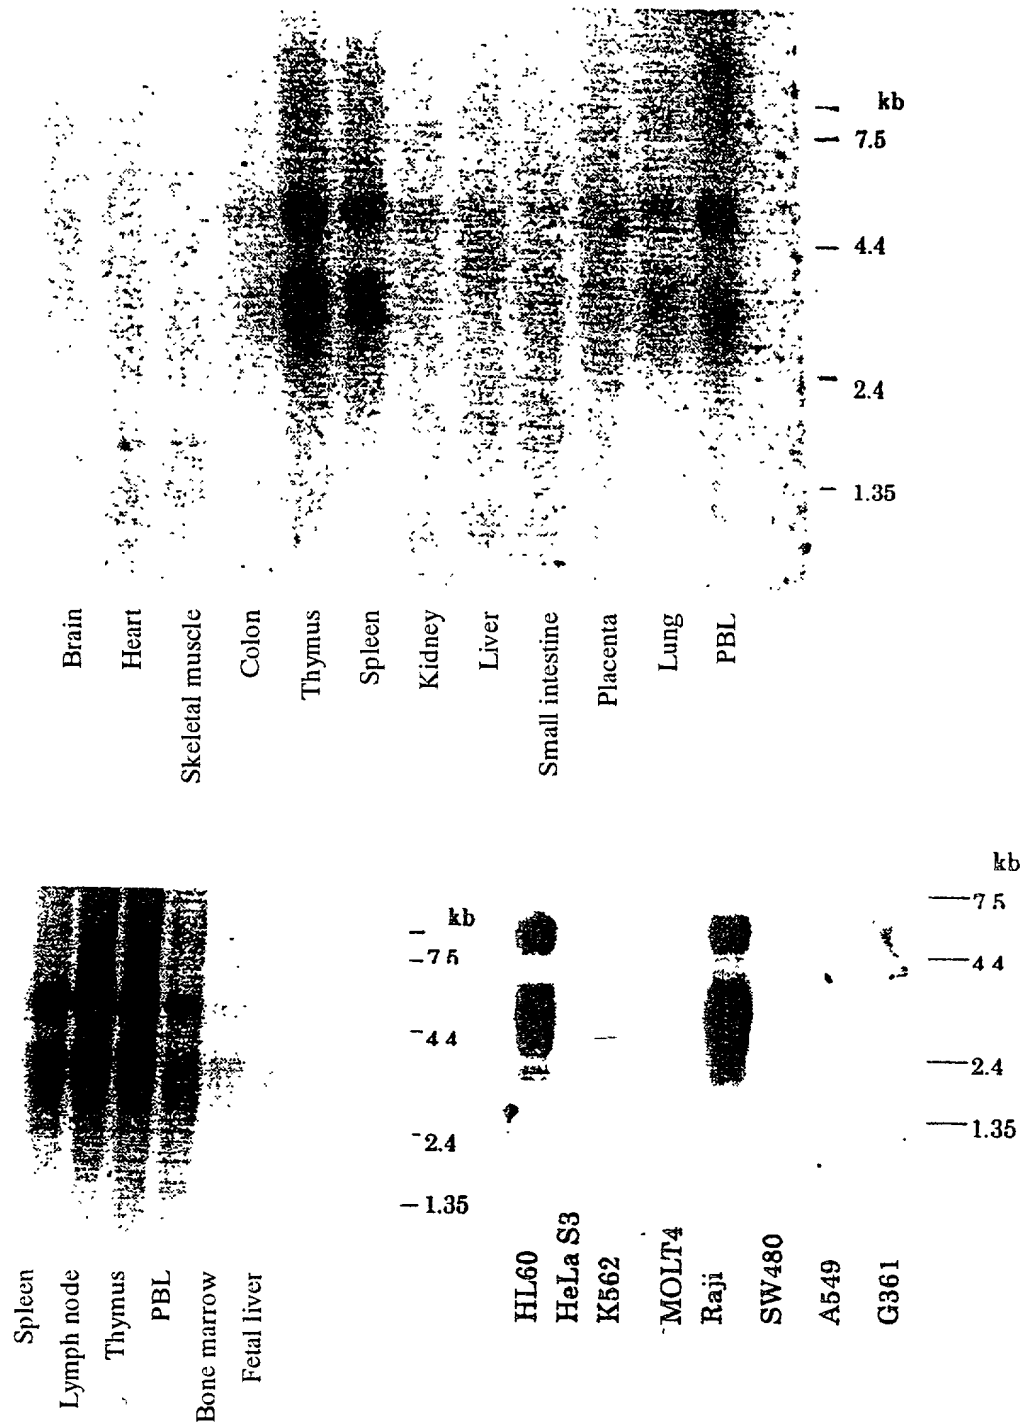 kb
7.5
4.4
2.4
1.35
Brain
Heart
Skeletal muscle
Colon
Thymus
Spleen
Kidney
Liver
Small intestine
Placenta
Lung
PBL
kb
7 5
4 4
2.4
1.35
Spleen
Lymph node
Thymus
PBL
Bone marrow
Fetal liver
kb
7 5
4 4
2.4
1.35
HL60
HeLa S3
K562
MOLT4
Raji
SW480
A549
G361